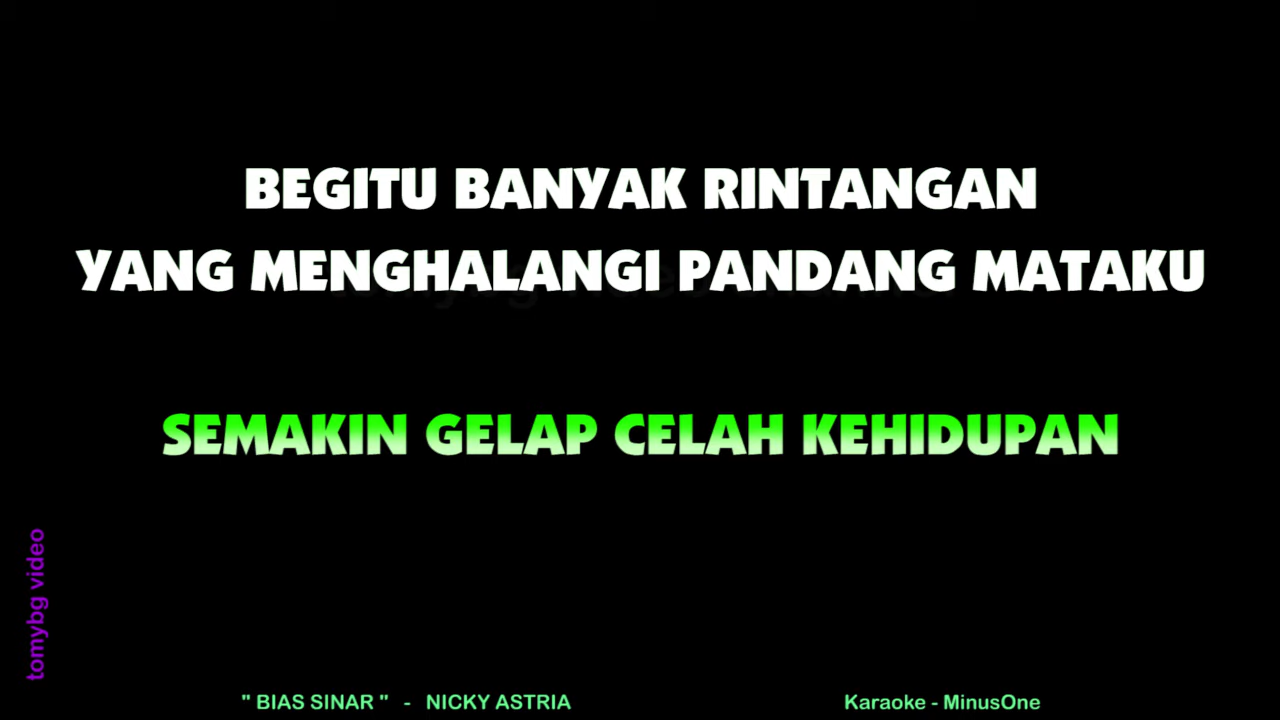 BEGITU BANYAK RINTANGAN
YANG MENGHALANGI PANDANG MATAKU
SEMAKIN GELAP CELAH KEHIDUPAN
tomybg video
" BIAS SINAR " - NICKY ASTRIA
Karaoke - MinusOne